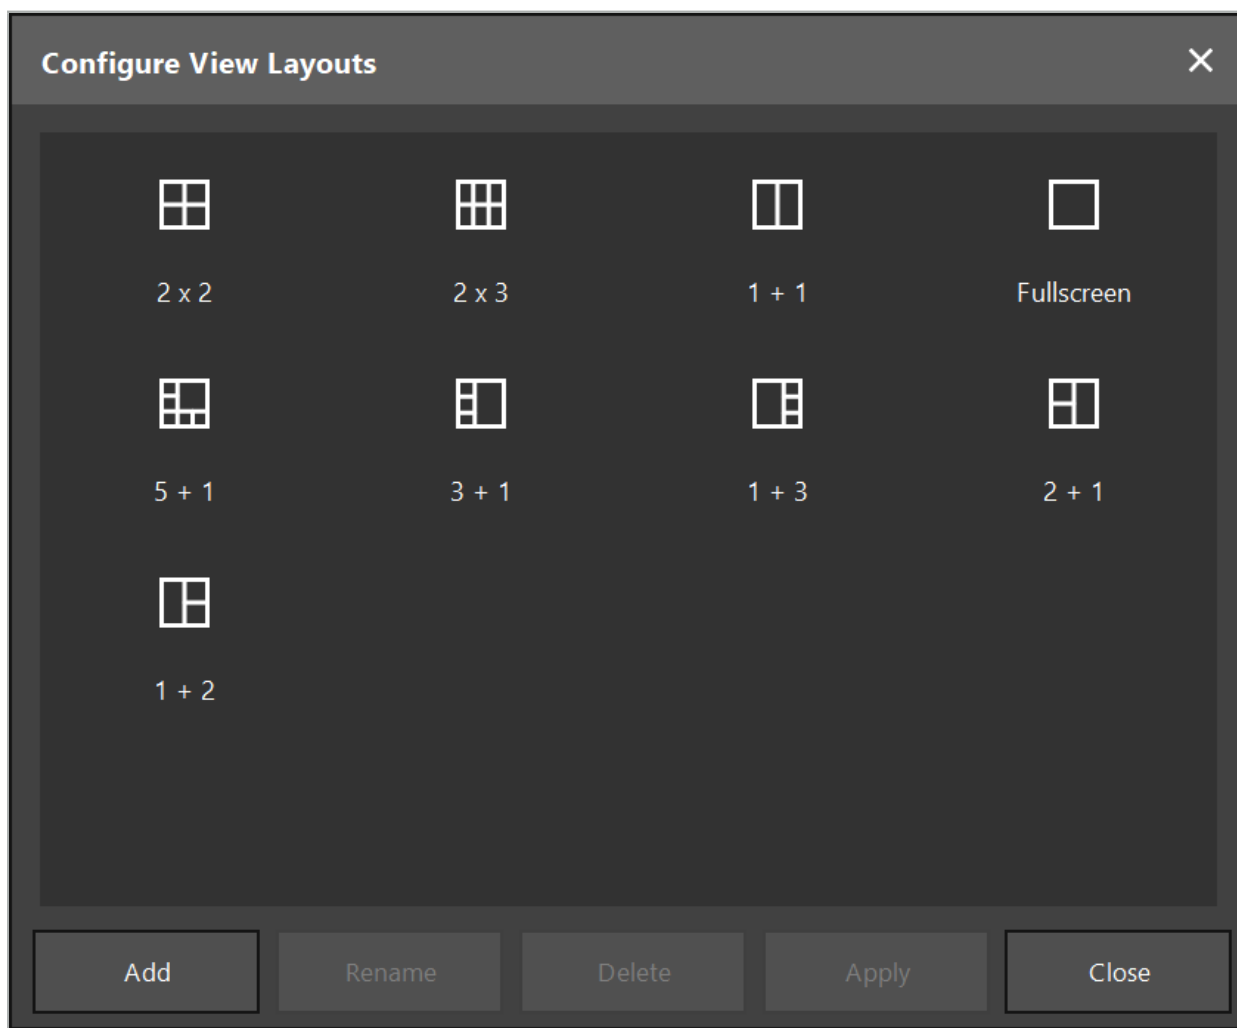 Configure View Layouts
2 x 2 2 x 3 1 + 1 Fullscreen
5 + 1 3 + 1 1 + 3 2 + 1
1 + 2
Add Rename Delete Apply Close